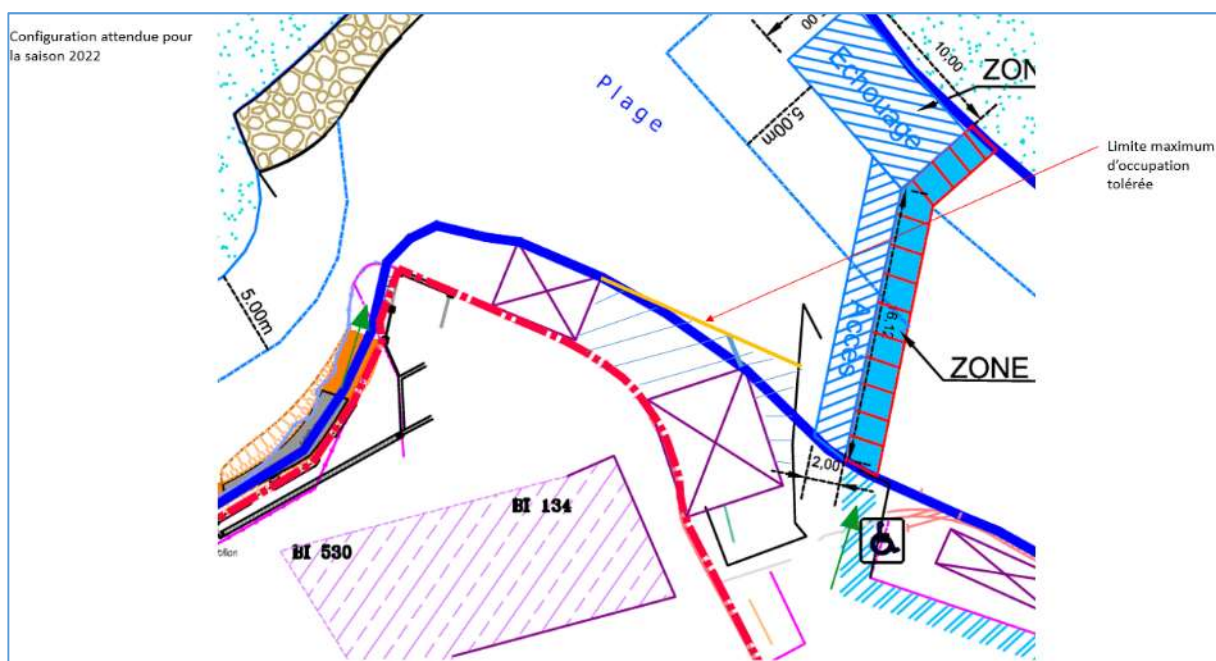 Configuration attendue pour
la saison 2022
Plage
Echouage
5.00m
00
10,00
ZON
Limite maximum
d'occupation
tolérée
5.00m
Accès
6,12
ZONE
2,00
BI 134
BI 530